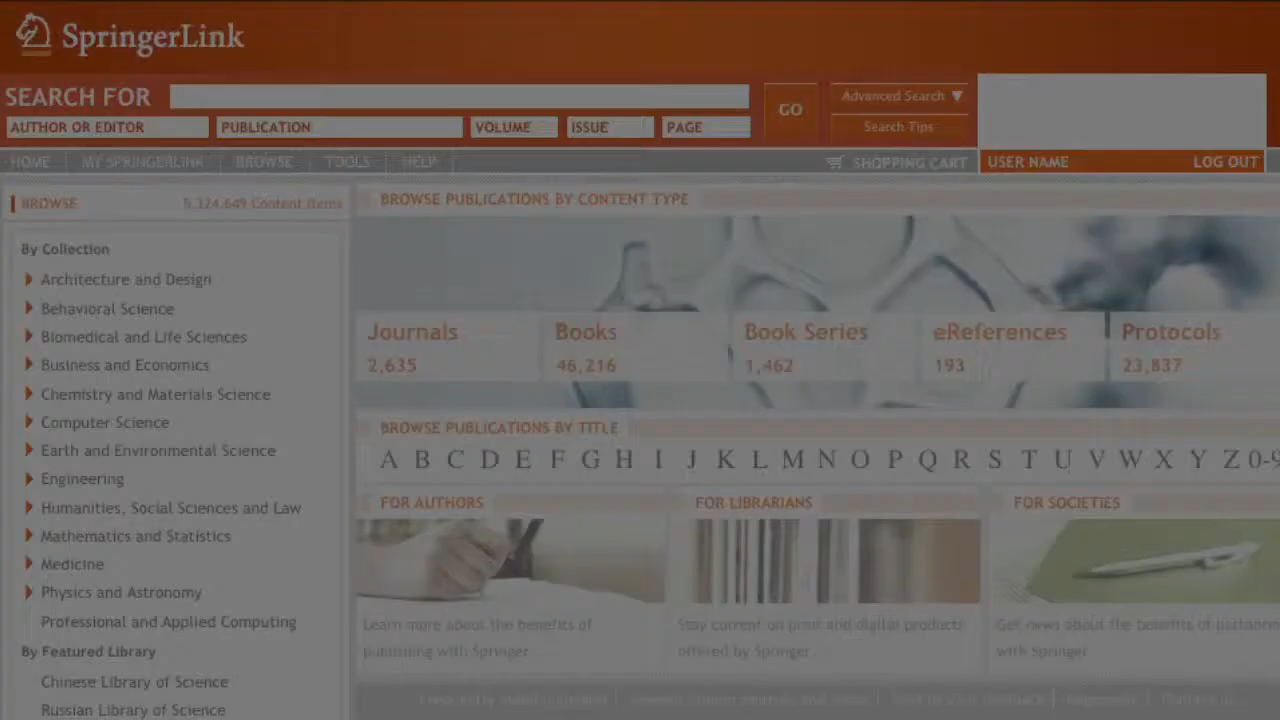 SpringerLink
SEARCH FOR
GO
Advanced Search ▼
Search Tips
AUTHOR OR EDITOR
PUBLICATION
VOLUME
ISSUE
PAGE
HOME
MY SPRINGERLINK
BROWSE
TOOLS
HELP
SHOPPING CART
USER NAME
LOG OUT
BROWSE
5,324,649 Content Items
By Collection
Architecture and Design
Behavioral Science
Biomedical and Life Sciences
Business and Economics
Chemistry and Materials Science
Computer Science
Earth and Environmental Science
Engineering
Humanities, Social Sciences and Law
Mathematics and Statistics
Medicine
Physics and Astronomy
Professional and Applied Computing
By Featured Library
Chinese Library of Science
Russian Library of Science
BROWSE PUBLICATIONS BY CONTENT TYPE
Journals
2,635
Books
46,216
Book Series
1,462
eReferences
193
Protocols
23,837
BROWSE PUBLICATIONS BY TITLE
A B C D E F G H I J K L M N O P Q R S T U V W X Y Z 0-9
FOR AUTHORS
Learn more about the benefits of
publishing with Springer ...
FOR LIBRARIANS
Stay current on print and digital products
offered by Springer...
FOR SOCIETIES
Get news about the benefits of
with Springer